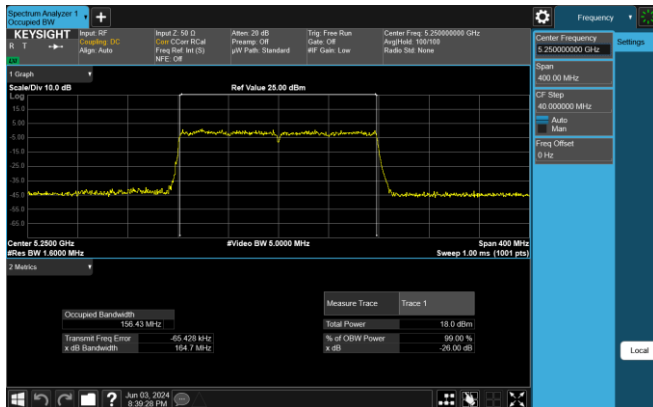 Spectrum Analyzer 1
Occupied BW
+
Frequency
KEYSIGHT
R T
Input: RF
Coupling: DC
Align: Auto
Input Z: 50 Ω
Corr CCorr RCal
Freq Ref: Int (S)
NFE: Off
Atten: 20 dB
Preamp: Off
µW Path: Standard
Trig: Free Run
Gate: Off
#IF Gain: Low
Center Freq: 5.250000000 GHz
Avg|Hold: 100/100
Radio Std: None
Center Frequency
5.250000000 GHz
Settings
Span
400.00 MHz
CF Step
40.000000 MHz
Auto
Man
Freq Offset
0 Hz
Local
1 Graph
Scale/Div 10.0 dB
Ref Value 25.00 dBm
Log
15.0
5.00
-5.00
-15.0
-25.0
-35.0
-45.0
-55.0
-65.0
Center 5.2500 GHz
#Video BW 5.0000 MHz
Span 400 MHz
#Res BW 1.6000 MHz
Sweep 1.00 ms (1001 pts)
2 Metrics
Measure Trace
Trace 1
Occupied Bandwidth
156.43 MHz
Total Power
18.0 dBm
Transmit Freq Error
-65.428 kHz
% of OBW Power
99.00 %
x dB Bandwidth
164.7 MHz
x dB
-26.00 dB
?
Jun 03, 2024
8:39:28 PM